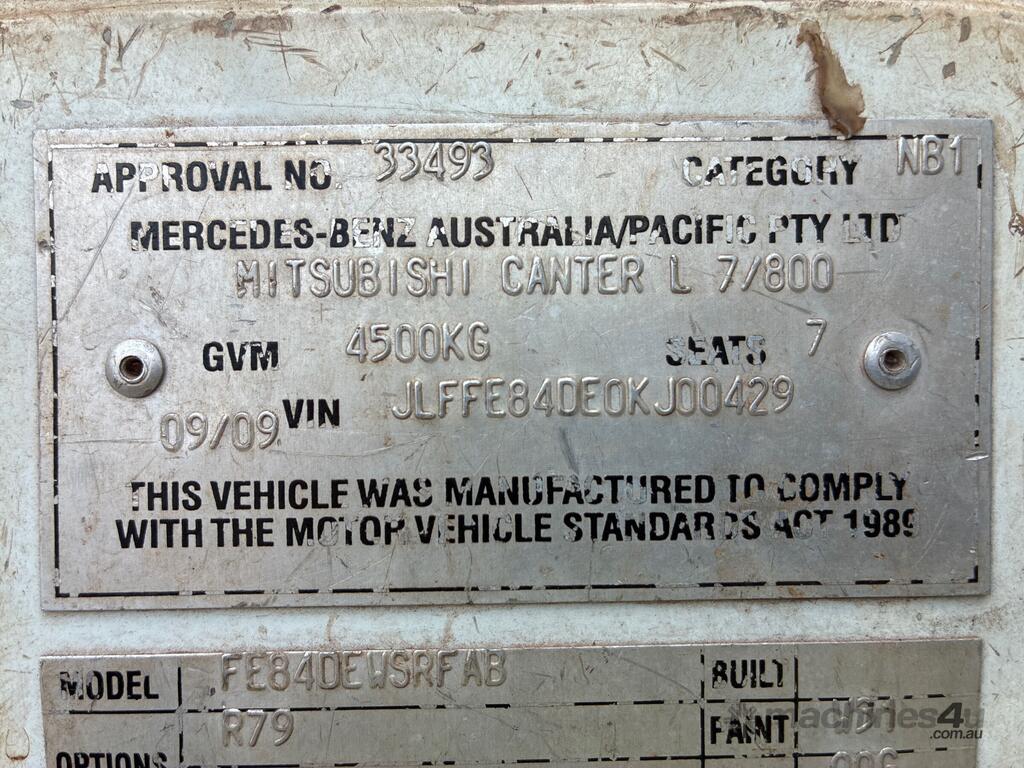 APPROVAL NO. 33493 CATEGORY NB1
MERCEDES-BENZ AUSTRALIA/PACIFIC PTY LTD
MITSUBISHI CANTER L 7/800
GVM 4500KG SEATS 7
09/09 VIN JLFFE84DE0KJ00429
THIS VEHICLE WAS MANUFACTURED TO COMPLY
WITH THE MOTOR VEHICLE STANDARDS ACT 1989
MODEL FE84DEWSRFAB BUILT
R79 PAINT
machines4u
.com.au
OPTIONS